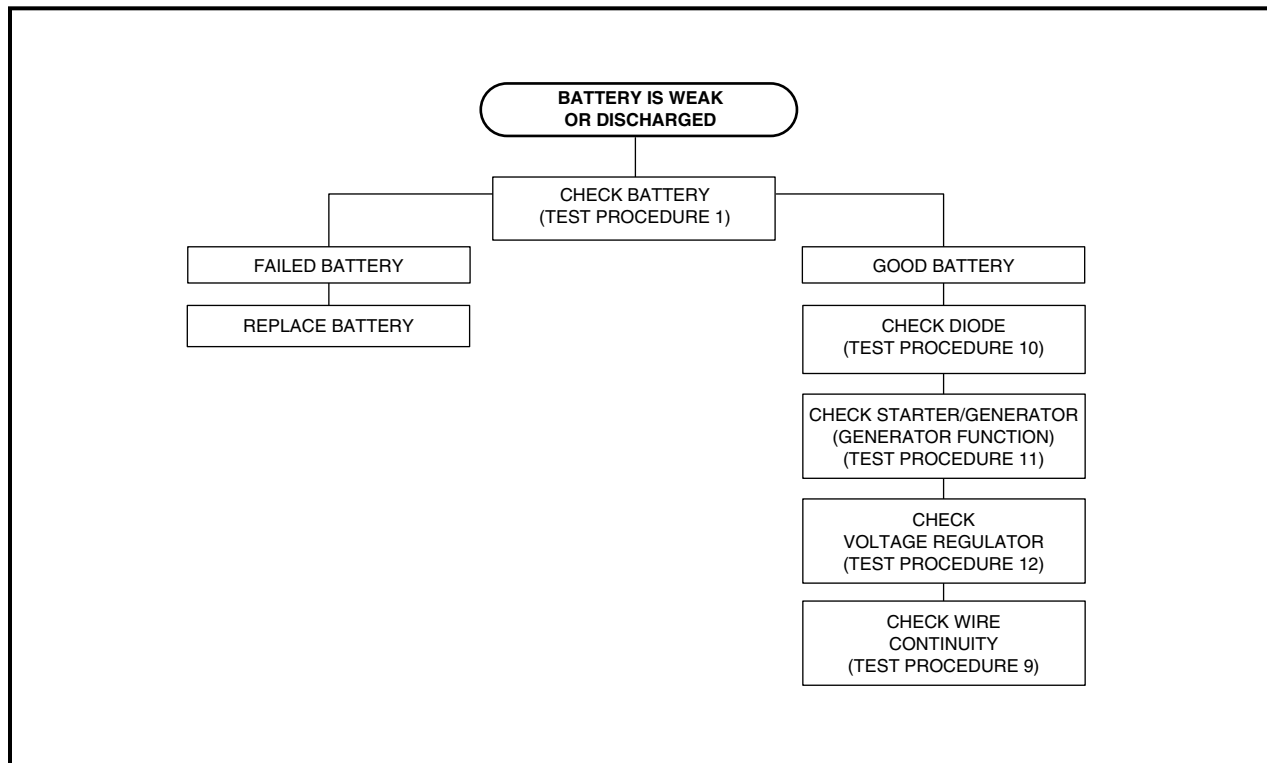 BATTERY IS WEAK
OR DISCHARGED
CHECK BATTERY
(TEST PROCEDURE 1)
FAILED BATTERY
REPLACE BATTERY
GOOD BATTERY
CHECK DIODE
(TEST PROCEDURE 10)
CHECK STARTER/GENERATOR
(GENERATOR FUNCTION)
(TEST PROCEDURE 11)
CHECK
VOLTAGE REGULATOR
(TEST PROCEDURE 12)
CHECK WIRE
CONTINUITY
(TEST PROCEDURE 9)